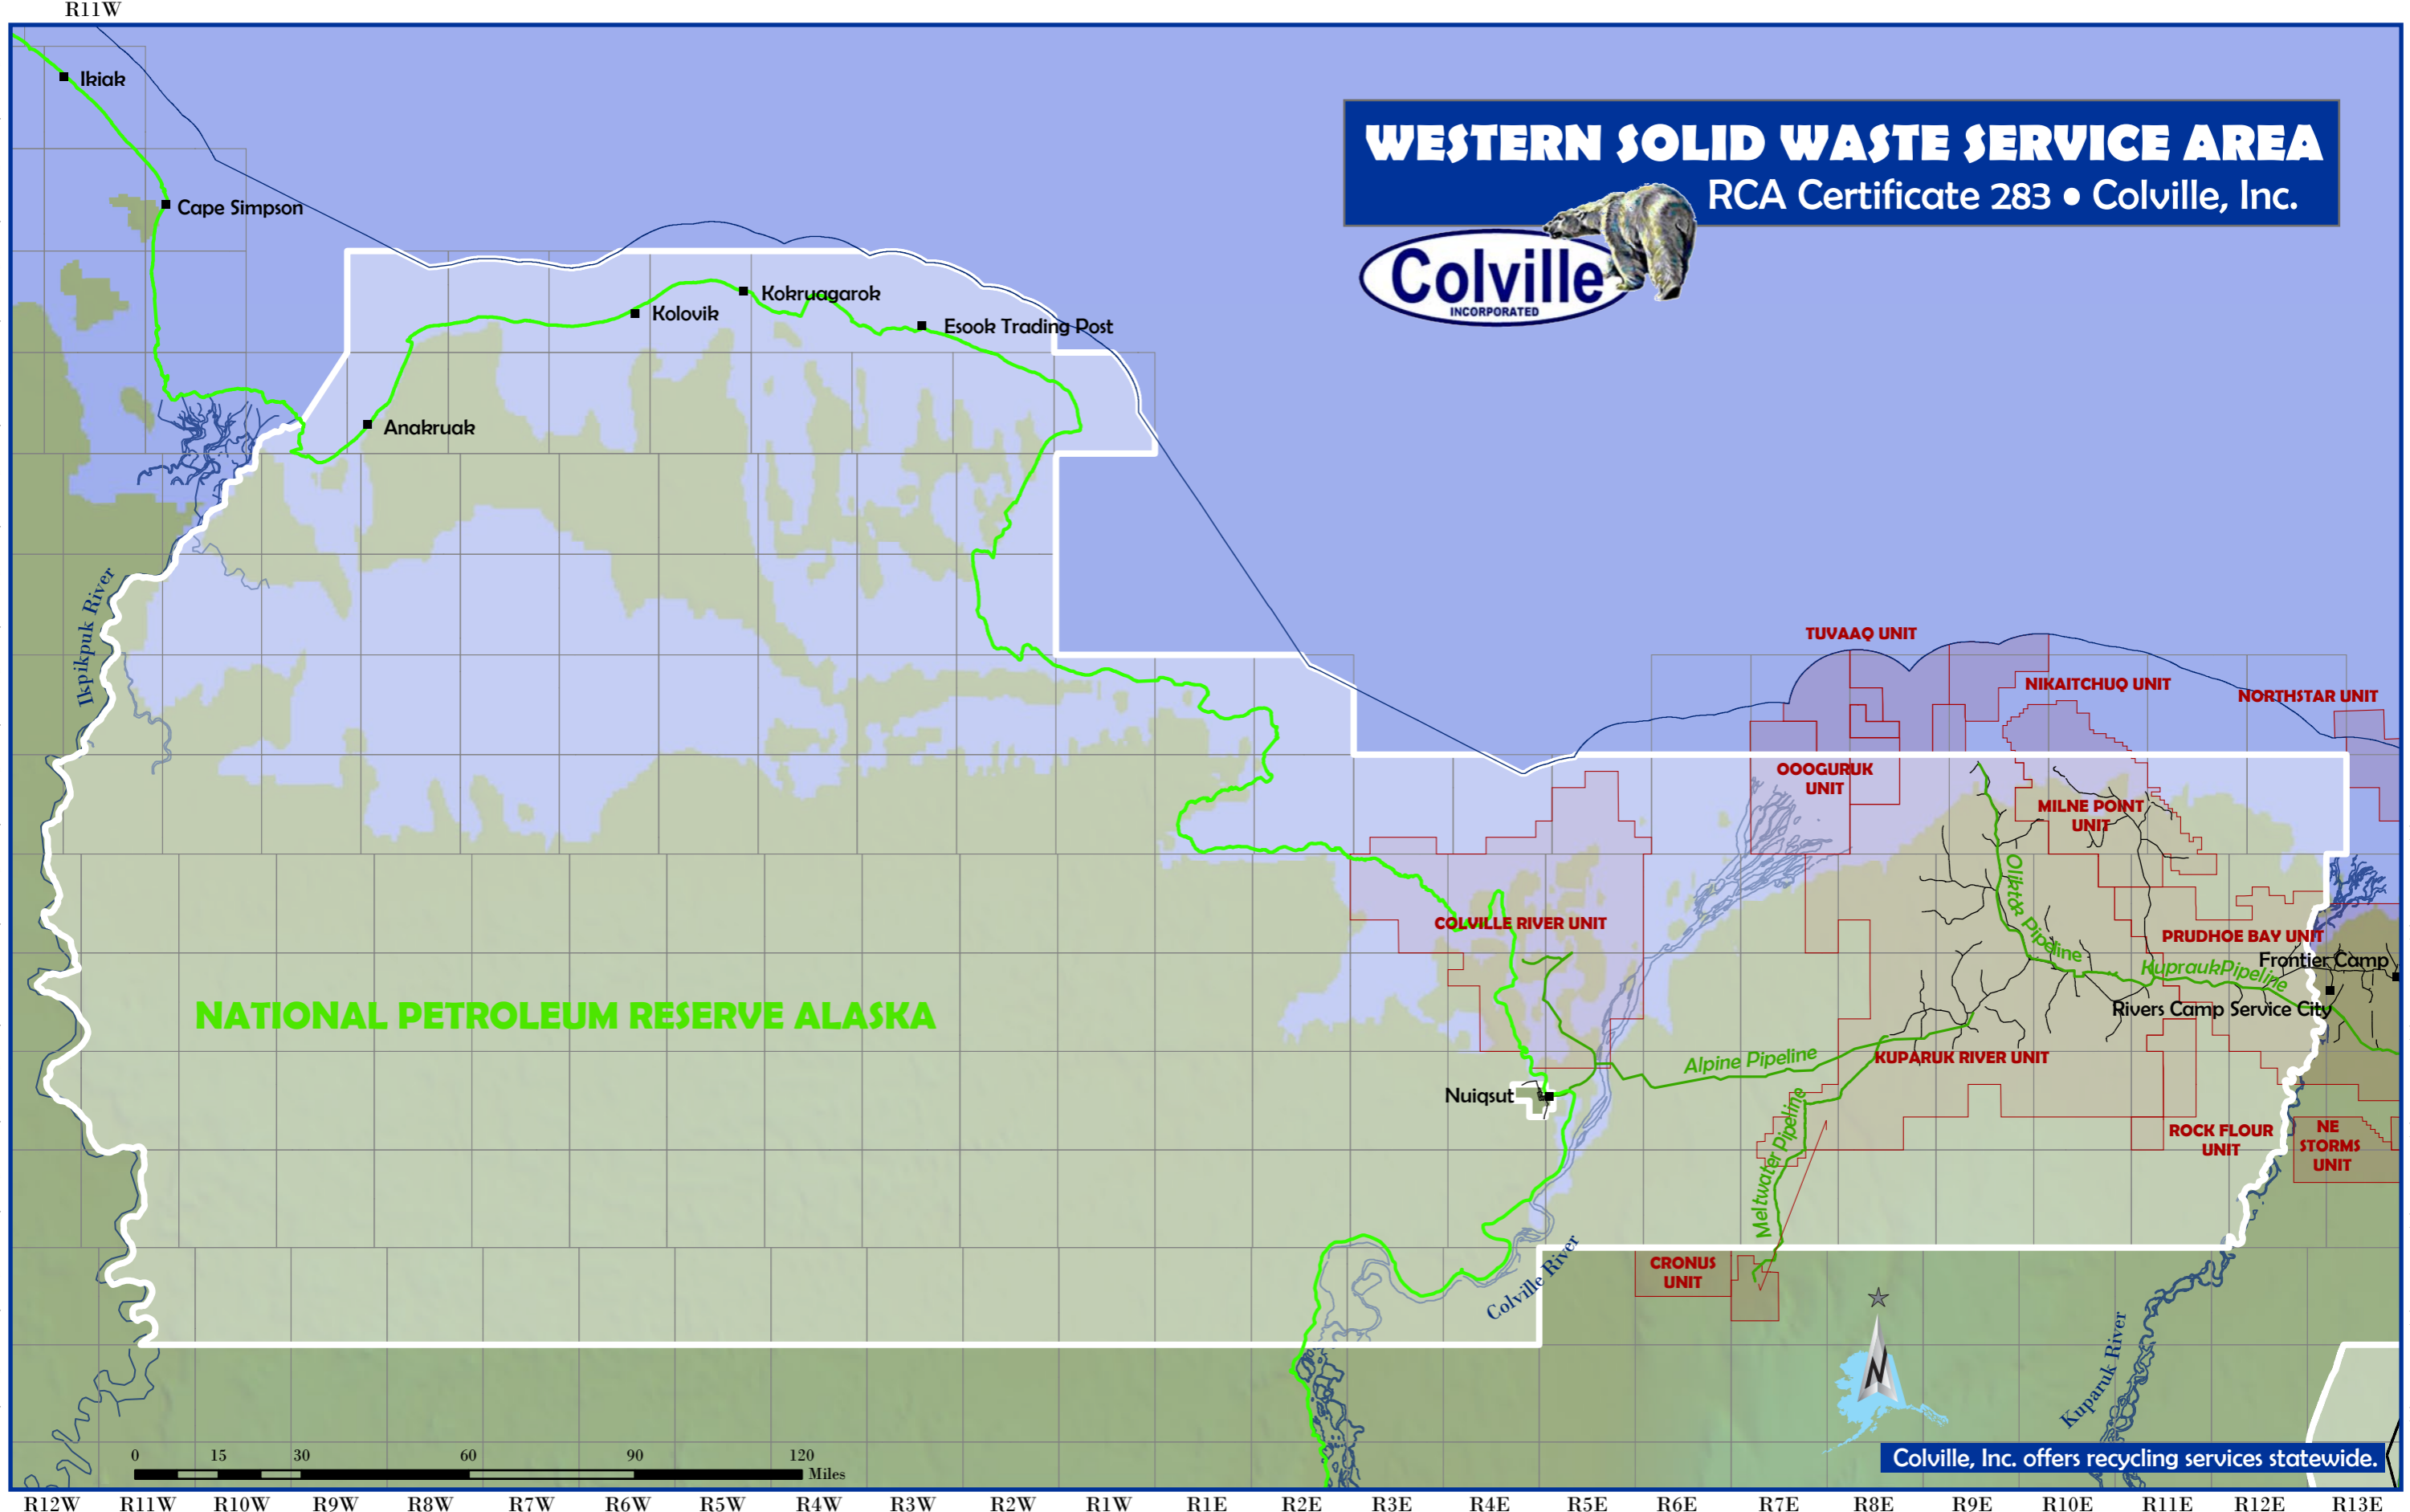 R11W
Ikiak
WESTERN SOLID WASTE SERVICE AREA
RCA Certificate 283 • Colville, Inc.
Cape Simpson
Colville
INCORPORATED
Kokruagarok
Kolovik
Esook Trading Post
Anakruak
Ikpikpuk River
TUVAAQ UNIT
NIKAITCHUQ UNIT
NORTHSTAR UNIT
OOOGURUK
UNIT
MILNE POINT
UNIT
Oliktok Pipeline
COLVILLE RIVER UNIT
PRUDHOE BAY UNIT
Frontier Camp
KupraukPipeline
Rivers Camp Service City
NATIONAL PETROLEUM RESERVE ALASKA
Alpine Pipeline
KUPARUK RIVER UNIT
Nuiqsut
Meltwater Pipeline
ROCK FLOUR
UNIT
NE
STORMS
UNIT
Colville River
CRONUS
UNIT
N
Kuparuk River
0 15 30 60 90 120
Miles
Colville, Inc. offers recycling services statewide.
R12W R11W R10W R9W R8W R7W R6W R5W R4W R3W R2W R1W R1E R2E R3E R4E R5E R6E R7E R8E R9E R10E R11E R12E R13E